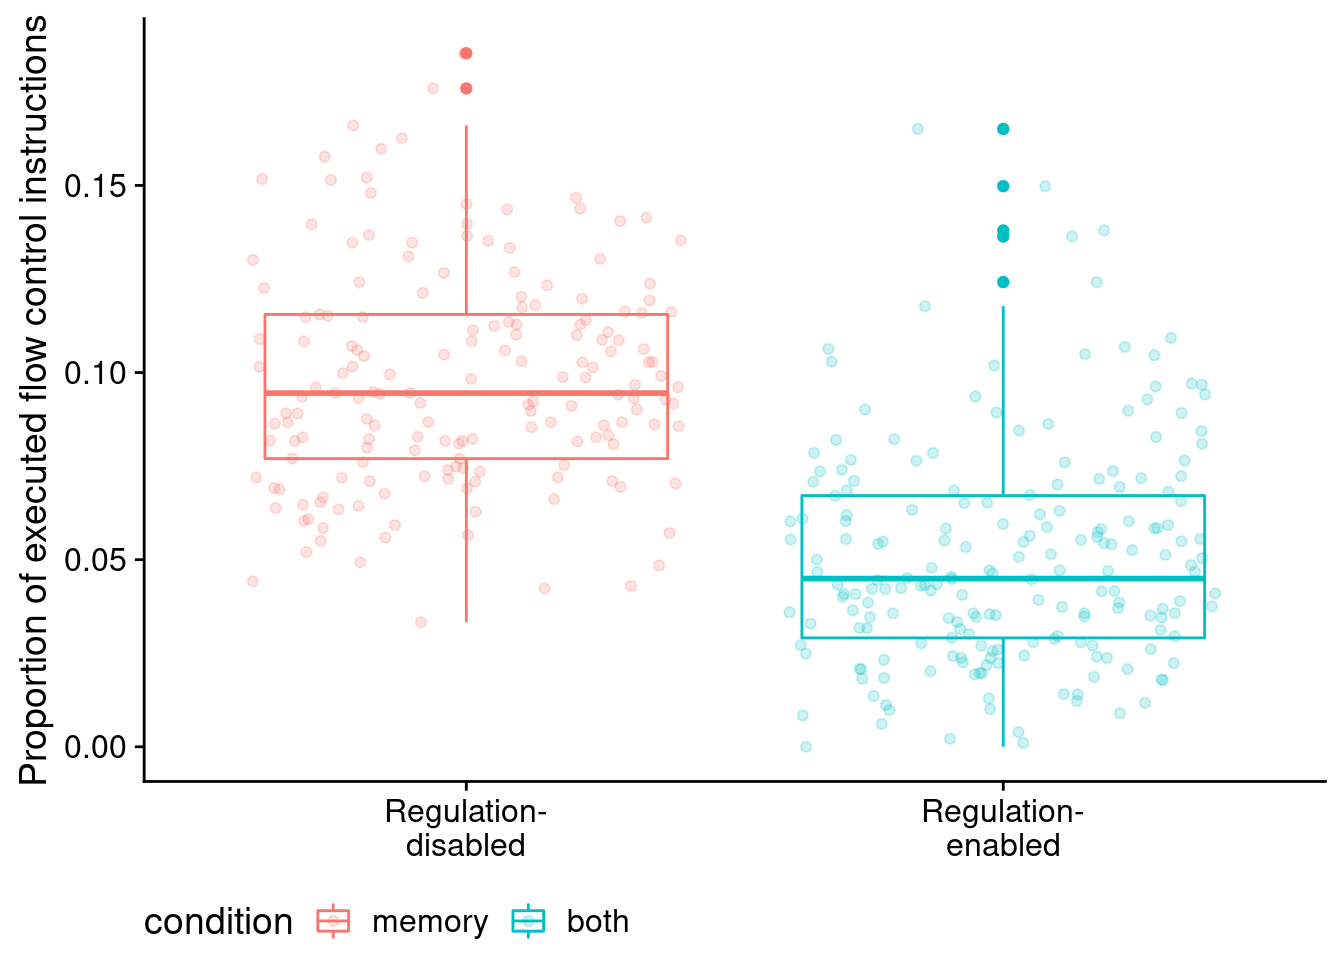 Proportion of executed flow control instructions
0.15
0.10
0.05
0.00
Regulation-
disabled
Regulation-
enabled
condition memory both